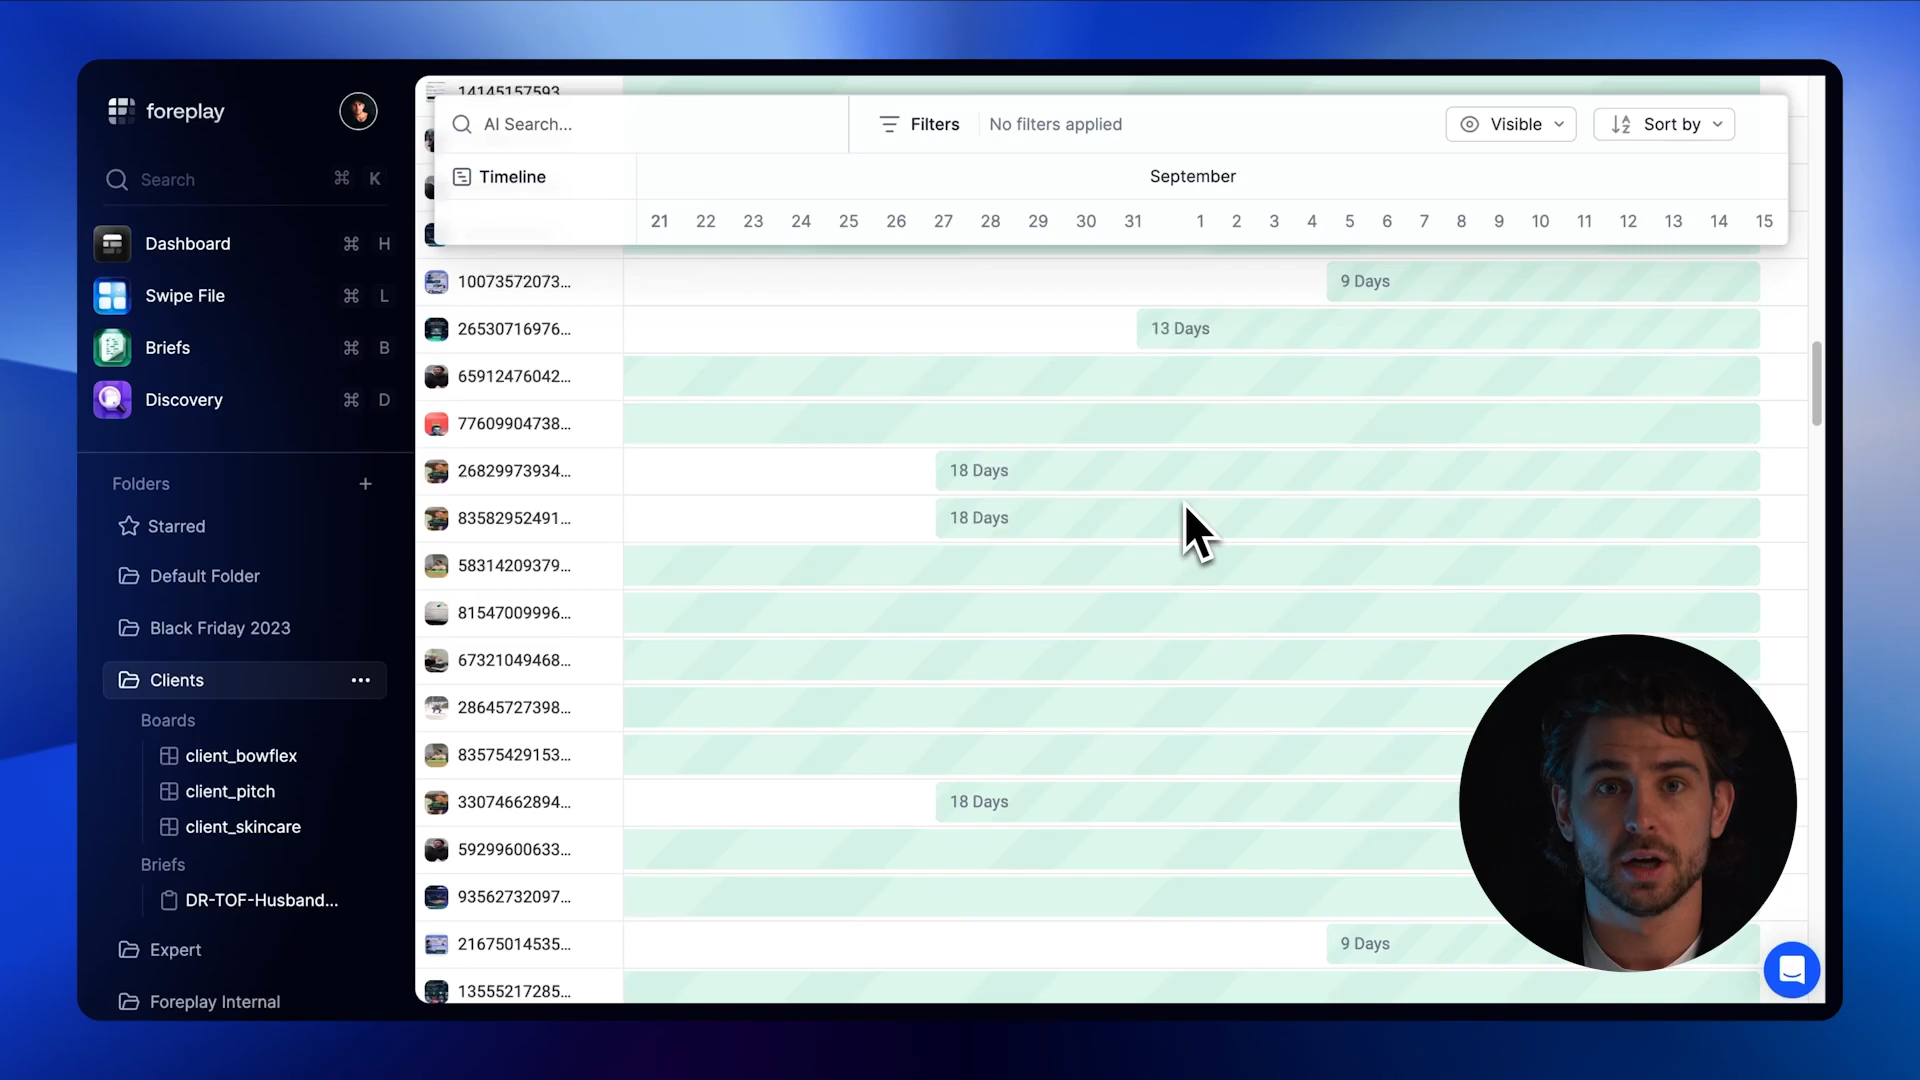 foreplay
Search ⌘ K
Dashboard ⌘ H
Swipe File ⌘ L
Briefs ⌘ B
Discovery ⌘ D
Folders +
Starred
Default Folder
Black Friday 2023
Clients ...
Boards
client_bowflex
client_pitch
client_skincare
Briefs
DR-TOF-Husband...
Expert
Foreplay Internal
14145157593
AI Search...
Filters No filters applied
Visible
Sort by
Timeline
September
21 22 23 24 25 26 27 28 29 30 31 1 2 3 4 5 6 7 8 9 10 11 12 13 14 15
10073572073... 9 Days
26530716976... 13 Days
65912476042...
77609904738...
26829973934... 18 Days
83582952491... 18 Days
58314209379...
81547009996...
67321049468...
28645727398...
83575429153...
33074662894... 18 Days
59299600633...
93562732097...
21675014535... 9 Days
13555217285...